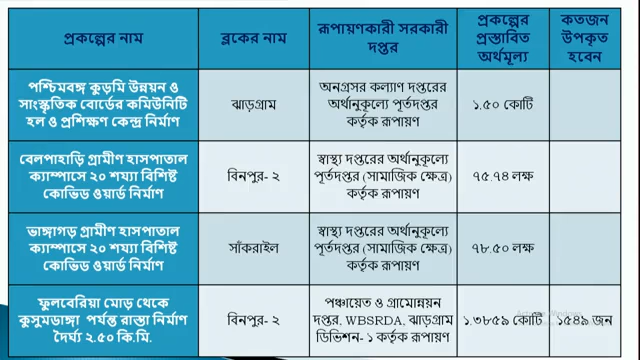 প্রকল্পের নাম
ব্লকের নাম
রূপায়ণকারী সরকারী
দপ্তর
প্রকল্পের
প্রস্তাবিত
অর্থমূল্য
কতজন
উপকৃত
হবেন
পশ্চিমবঙ্গ কুড়মি উন্নয়ন ও
সাংস্কৃতিক বোর্ডের কমিউনিটি
হল ও প্রশিক্ষণ কেন্দ্র নির্মাণ
ঝাড়গ্রাম
অনগ্রসর কল্যাণ দপ্তরের
অর্থানুকূল্যে পূর্তদপ্তর
কর্তৃক রূপায়ণ
১.৫০ কোটি
বেলপাহাড়ি গ্রামীণ হাসপাতাল
ক্যাম্পাসে ২০ শয্যা বিশিষ্ট
কোভিড ওয়ার্ড নির্মাণ
বিনপুর- ২
স্বাস্থ্য দপ্তরের অর্থানুকূল্যে
পূর্তদপ্তর (সামাজিক ক্ষেত্র)
কর্তৃক রূপায়ণ
৭৫.৭৪ লক্ষ
ভাঙ্গাগড় গ্রামীণ হাসপাতাল
ক্যাম্পাসে ২০ শয্যা বিশিষ্ট
কোভিড ওয়ার্ড নির্মাণ
সাঁকরাইল
স্বাস্থ্য দপ্তরের অর্থানুকূল্যে
পূর্তদপ্তর (সামাজিক ক্ষেত্র)
কর্তৃক রূপায়ণ
৭৮.৫০ লক্ষ
ফুলবেরিয়া মোড় থেকে
কুসুমডাঙ্গা পর্যন্ত রাস্তা নির্মাণ
দৈর্ঘ্য ২.৫০ কি.মি.
বিনপুর- ২
পঞ্চায়েত ও গ্রামোন্নয়ন
দপ্তর, WBSRDA, ঝাড়গ্রাম
ডিভিশন- ১ কর্তৃক রূপায়ণ
১.৩৮৫৯ কোটি
১৫৪৯ জন